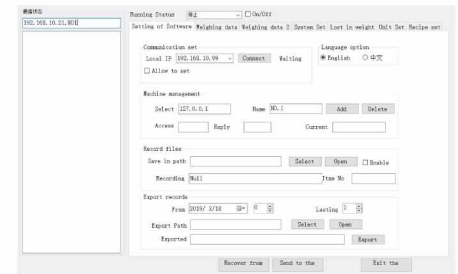 通信状态
192.168.10.23,NO1
Running Status 停止 On/Off
Setting of Software Weighing data Weighing data 2 System Set Lost in weight Unit Set Recipe set
Communication set
Language option
Local IP 192.168.10.99 Connect Waiting
English 中文
Allow to set
Machine management
Select 127.0.0.1 Name NO.1 Add Delete
Access Reply Current
Record files
Save in path Select Open Enable
Recording Null Itme No
Export records
From 2019/ 3/18 0 Lasting 1
Export Path Select Open
Exported Export
Recover from Send to the Exit the